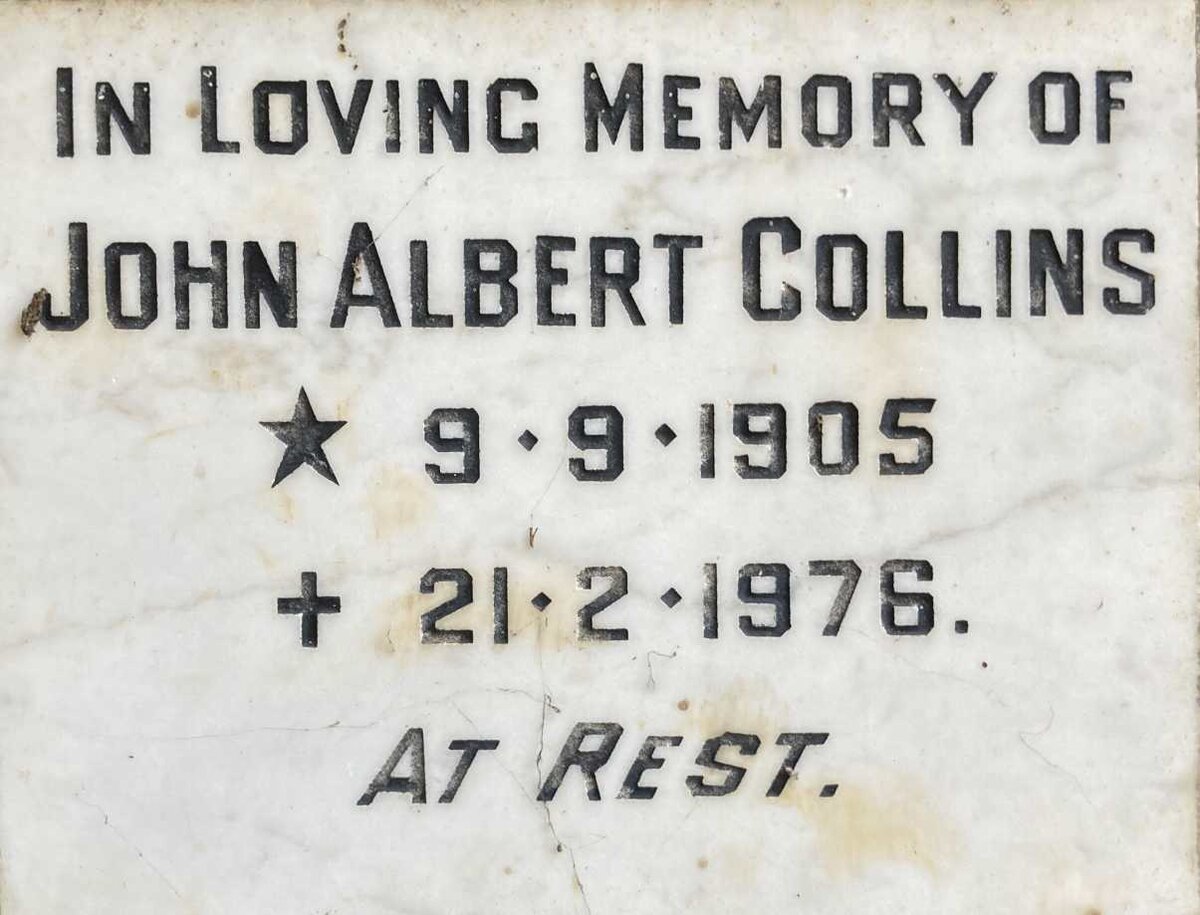 IN LOVING MEMORY OF
JOHN ALBERT COLLINS
★ 9·9·1905
+ 21·2·1976.
AT REST.